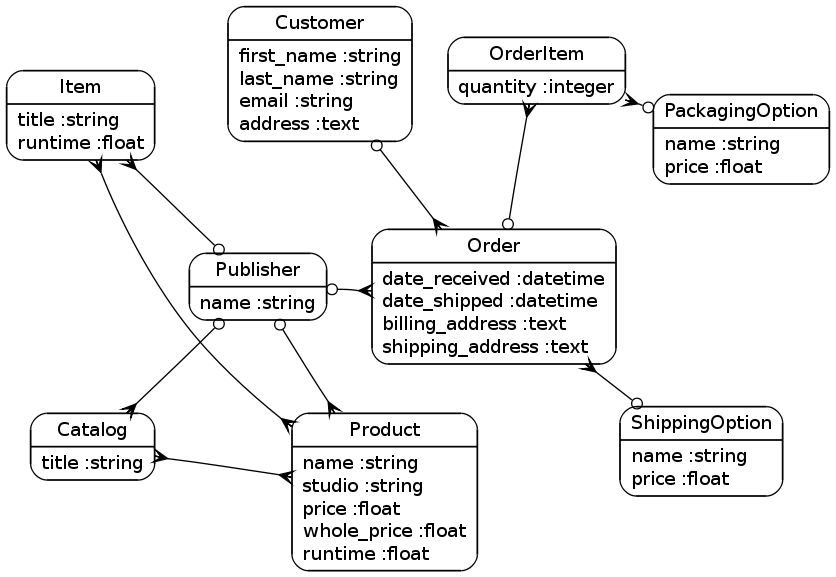 Customer
first_name :string
last_name :string
email :string
address :text
OrderItem
quantity :integer
Item
title :string
runtime :float
PackagingOption
name :string
price :float
Order
date_received :datetime
date_shipped :datetime
billing_address :text
shipping_address :text
Publisher
name :string
ShippingOption
name :string
price :float
Catalog
title :string
Product
name :string
studio :string
price :float
whole_price :float
runtime :float